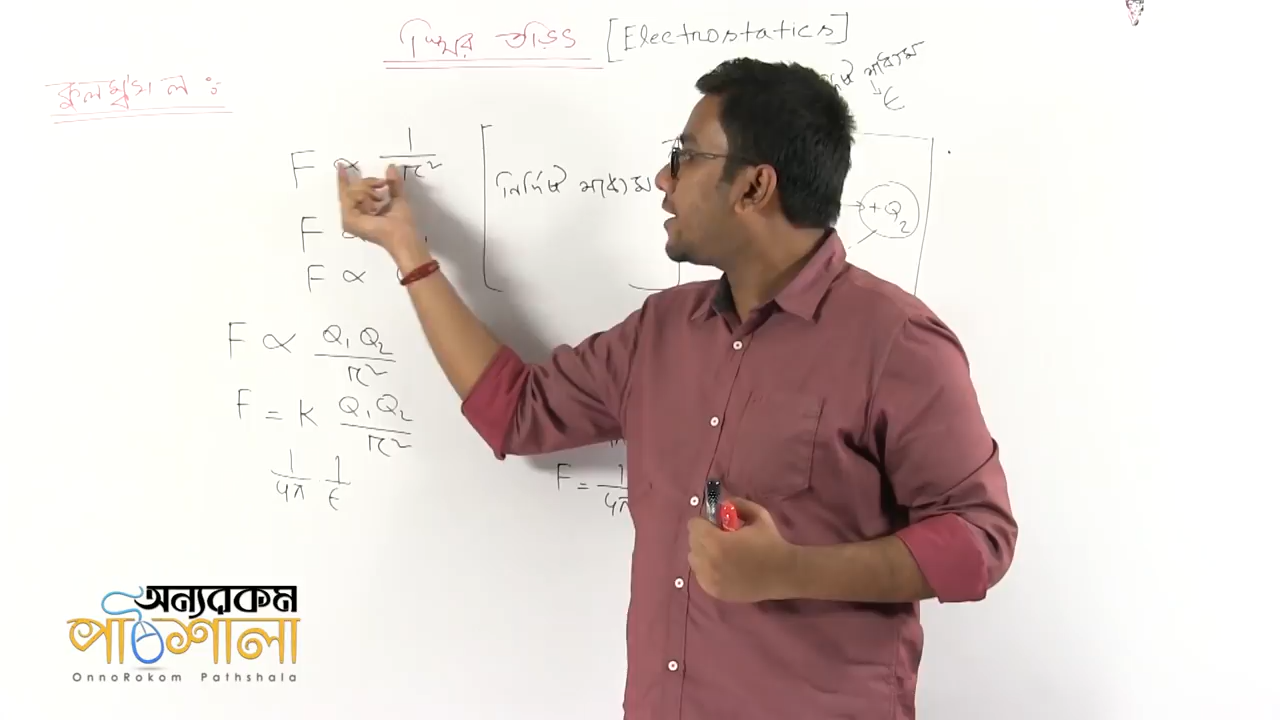 স্থির তড়িৎ [Electrostatics]
কুলম্ব ল :
মাধ্যম
ϵ
F ∝ 1/r²
নির্দিষ্ট মাধ্যম
+Q₂
F ∝
F ∝
F ∝ Q₁Q₂/r²
F = K Q₁Q₂/r²
1/4π 1/ϵ
F = 1/4π
অন্যরকম
পাঠশালা
OnnoRokom Pathshala